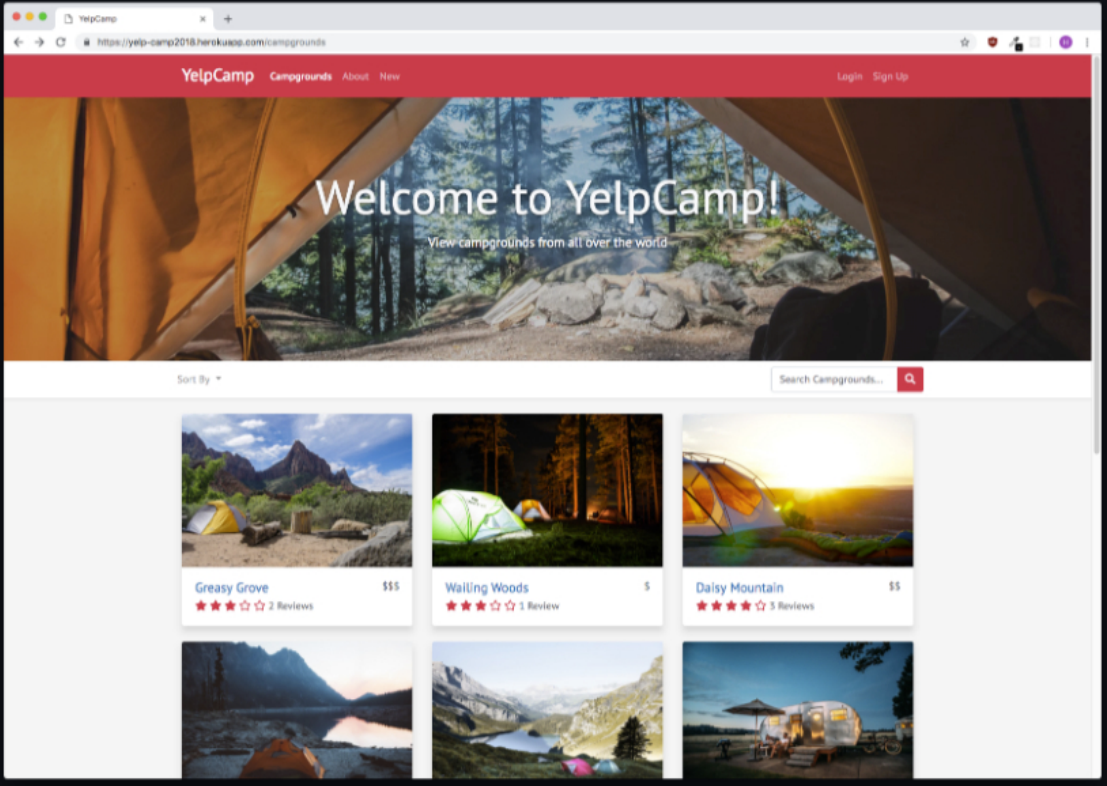 YelpCamp
https://yelp-camp2018.herokuapp.com/campgrounds
YelpCamp Campgrounds About New Login Sign Up
Welcome to YelpCamp!
View campgrounds from all over the world
Sort By Search Campgrounds...
Greasy Grove $$$
2 Reviews
Wailing Woods $
1 Review
Daisy Mountain $$
3 Reviews